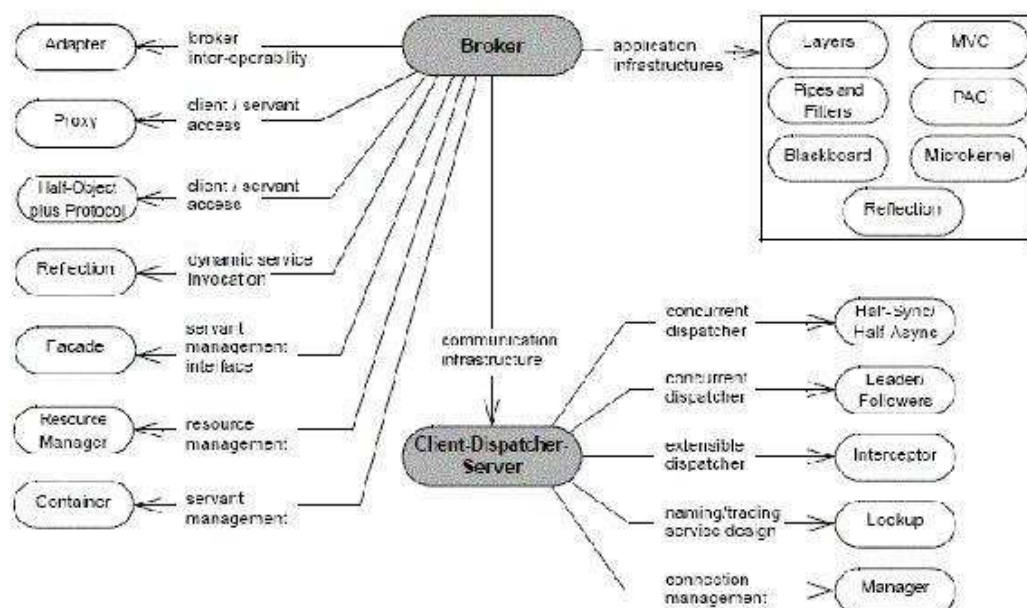 Adapter
broker
inter-operability
Broker
application
infrastructures
Layers
MVC
Proxy
client / servant
access
Pipes and
Filters
PAC
Blackboard
Microkernel
Half-Object
plus Protocol
client / servant
access
Reflection
Reflection
dynamic service
invocation
Facade
servant
management
interface
communication
infrastructure
concurrent
dispatcher
Half-Sync/
Half Async
Resource
Manager
resource
management
concurrent
dispatcher
Leader/
Followers
Client-Dispatcher-
Server
extensible
dispatcher
Interceptor
Container
servant
management
naming/trading
service design
Lookup
connection
management
Manager